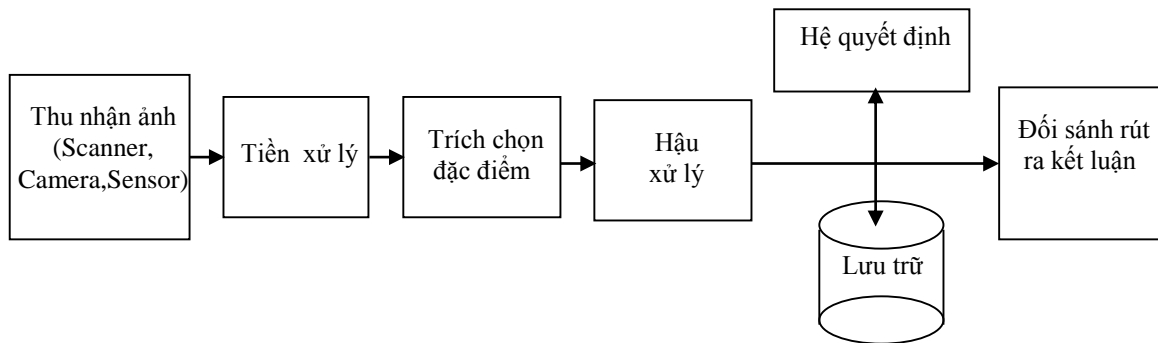 Hệ quyết định
Thu nhận ảnh
(Scanner,
Camera,Sensor)
Tiền xử lý
Trích chọn
đặc điểm
Hậu
xử lý
Đối sánh rút
ra kết luận
Lưu trữ